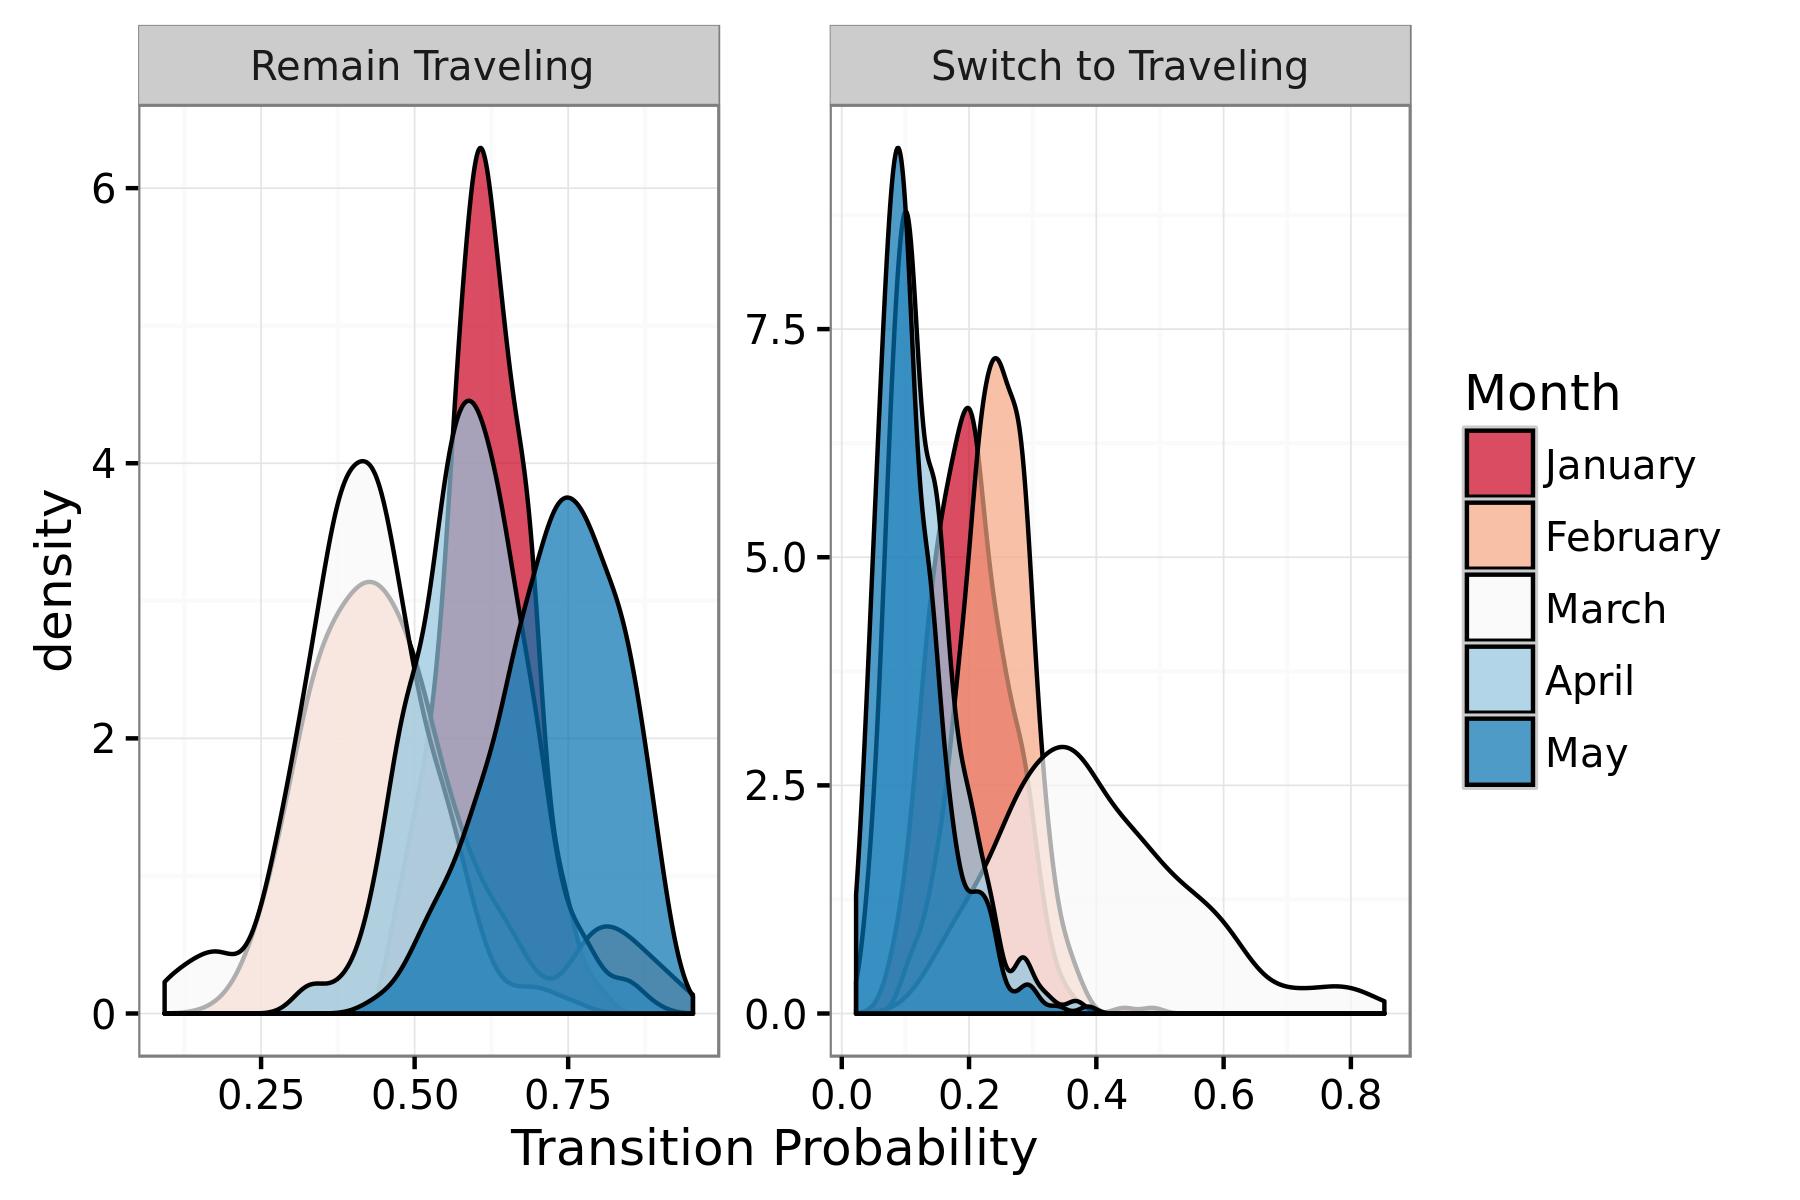 Remain Traveling
Switch to Traveling
density
6
4
2
0
0.25 0.50 0.75
7.5
5.0
2.5
0.0
0.0 0.2 0.4 0.6 0.8
Transition Probability
Month
January
February
March
April
May